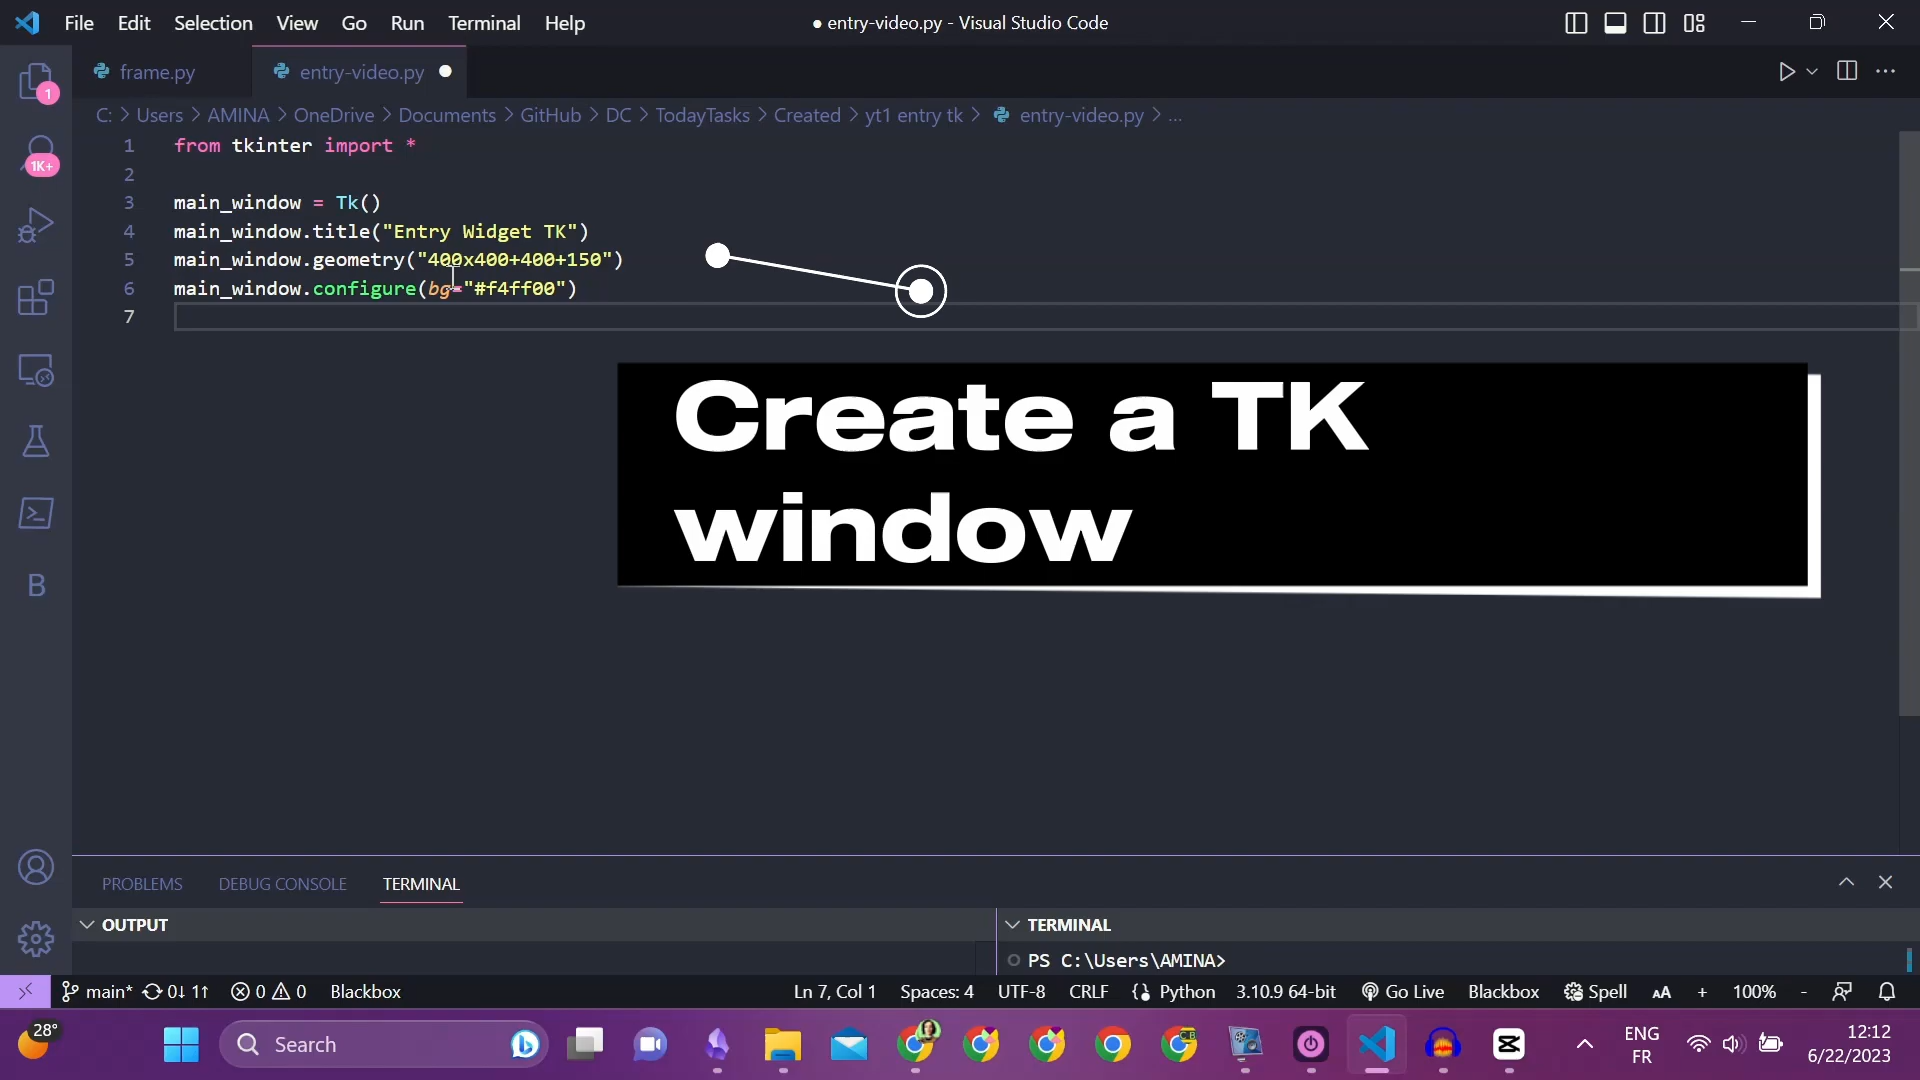 File Edit Selection View Go Run Terminal Help
● entry-video.py - Visual Studio Code
frame.py
entry-video.py
C: > Users > AMINA > OneDrive > Documents > GitHub > DC > TodayTasks > Created > yt1 entry tk > entry-video.py > ...
1 from tkinter import *
2
3 main_window = Tk()
4 main_window.title("Entry Widget TK")
5 main_window.geometry("400x400+400+150")
6 main_window.configure(bg="#f4ff00")
7
Create a TK
window
1
1K+
B
PROBLEMS DEBUG CONSOLE TERMINAL
OUTPUT
TERMINAL
PS C:\Users\AMINA>
main* 0↓ 1↑ 0 0 Blackbox
Ln 7, Col 1 Spaces: 4 UTF-8 CRLF Python 3.10.9 64-bit Go Live Blackbox Spell AA + 100% -
28°
Search
CB
ENG
FR
12:12
6/22/2023